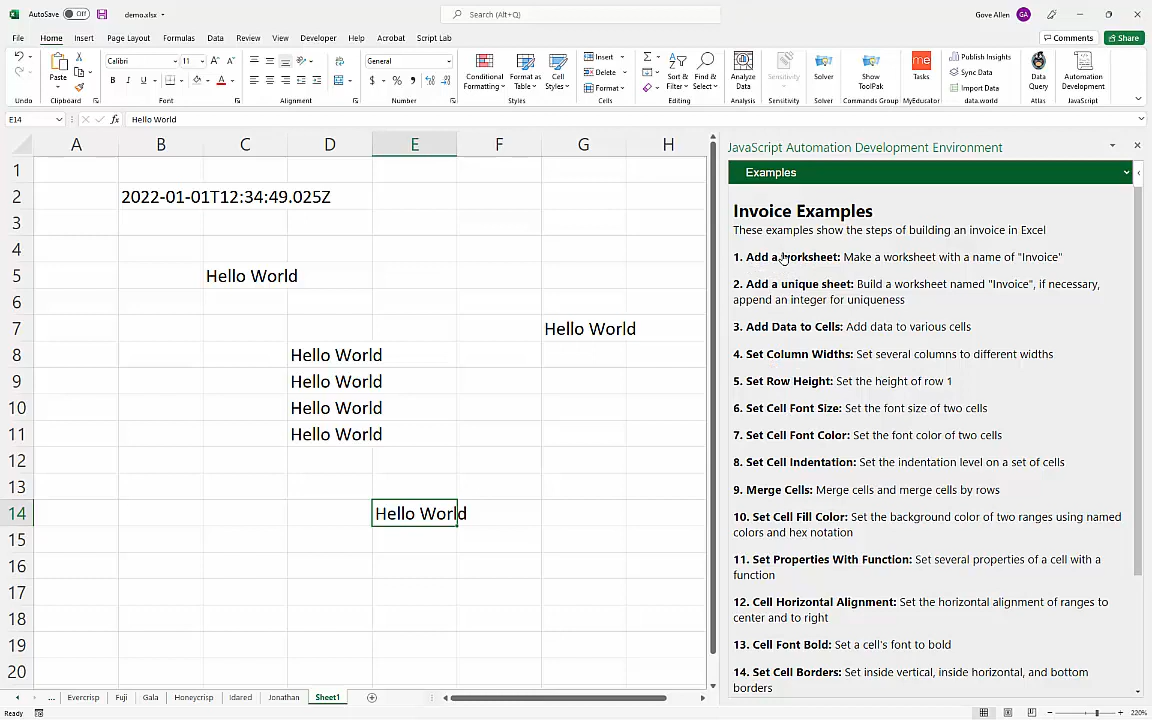 AutoSave Off demo.xlsx Search (Alt+Q) Gove Allen GA
File Home Insert Page Layout Formulas Data Review View Developer Help Acrobat Script Lab Comments Share
Calibri 11 A A General Insert Publish Insights
Paste Conditional Formatting Format as Table Cell Styles Delete Sort & Filter Find & Select Analyze Data Sensitivity Solver Show ToolPak Tasks Sync Data Data Query Automation Development
B I U A $ % Format Import Data
Undo Clipboard Font Alignment Number Styles Cells Editing Analysis Sensitivity Solver Commands Group MyEducator data.world Atlas JavaScript
E14 fx Hello World
A B C D E F G H
1
2 2022-01-01T12:34:49.025Z
3
4
5 Hello World
6
7 Hello World
8 Hello World
9 Hello World
10 Hello World
11 Hello World
12
13
14 Hello World
15
16
17
18
19
20
JavaScript Automation Development Environment
Examples
Invoice Examples
These examples show the steps of building an invoice in Excel
1. Add a worksheet: Make a worksheet with a name of "Invoice"
2. Add a unique sheet: Build a worksheet named "Invoice", if necessary,
append an integer for uniqueness
3. Add Data to Cells: Add data to various cells
4. Set Column Widths: Set several columns to different widths
5. Set Row Height: Set the height of row 1
6. Set Cell Font Size: Set the font size of two cells
7. Set Cell Font Color: Set the font color of two cells
8. Set Cell Indentation: Set the indentation level on a set of cells
9. Merge Cells: Merge cells and merge cells by rows
10. Set Cell Fill Color: Set the background color of two ranges using named
colors and hex notation
11. Set Properties With Function: Set several properties of a cell with a
function
12. Cell Horizontal Alignment: Set the horizontal alignment of ranges to
center and to right
13. Cell Font Bold: Set a cell's font to bold
14. Set Cell Borders: Set inside vertical, inside horizontal, and bottom
borders
... Evercrisp Fuji Gala Honeycrisp Idared Jonathan Sheet1
Ready 220%